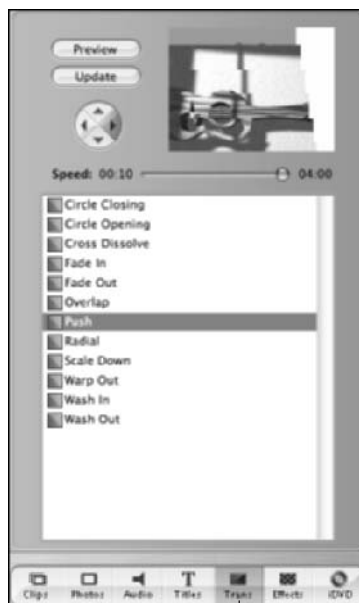 Preview
Update
Speed: 00:10 04:00
Circle Closing
Circle Opening
Cross Dissolve
Fade In
Fade Out
Overlap
Push
Radial
Scale Down
Warp Out
Wash In
Wash Out
Clips Photos Audio Titles Trans Effects iDVD